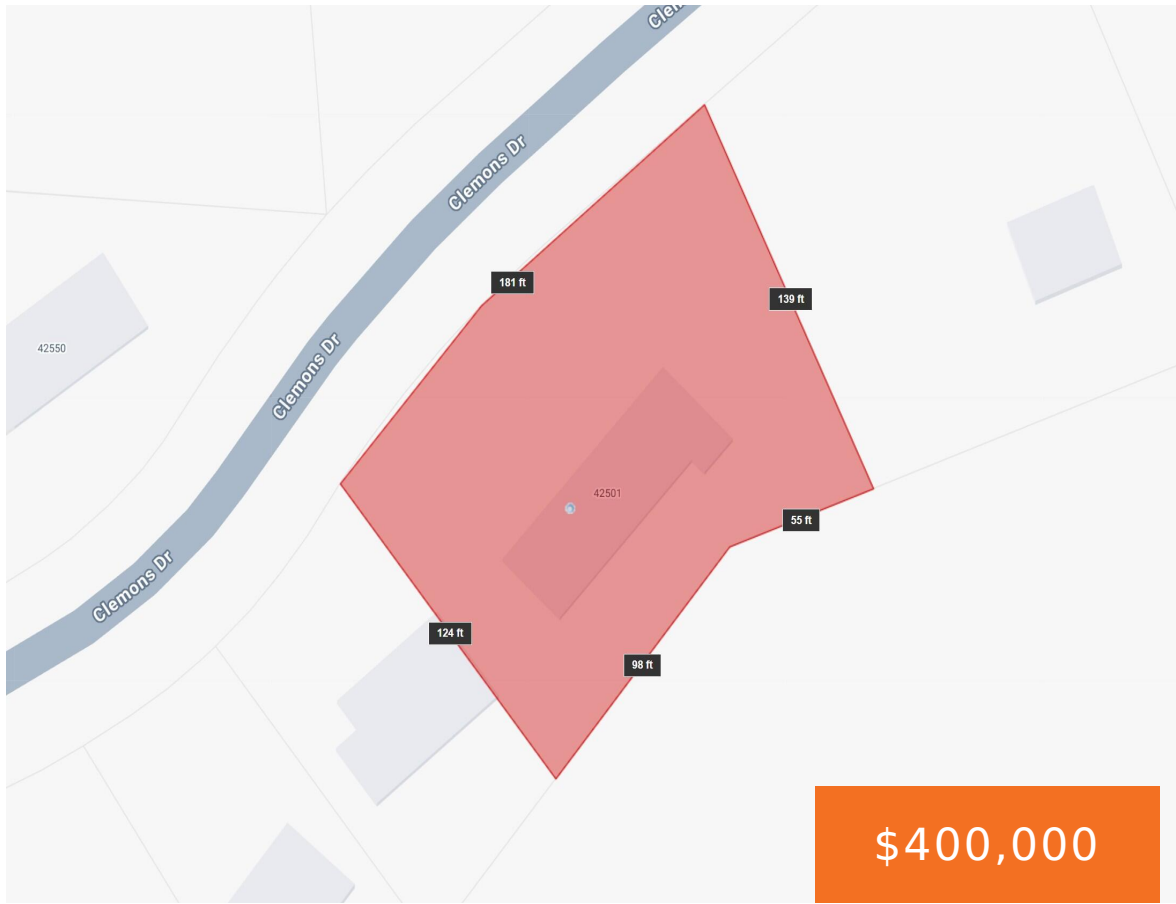 Clem
Clemons Dr
181 ft
139 ft
42550
Clemons Dr
42501
55 ft
Clemons Dr
124 ft
98 ft
$400,000